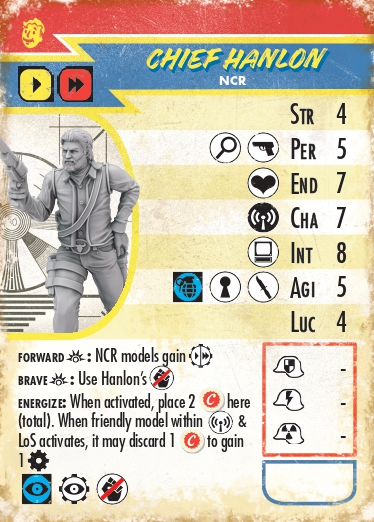 CHIEF HANLON
NCR
STR 4
PER 5
END 7
CHA 7
INT 8
AGI 5
LUC 4
FORWARD : NCR models gain
BRAVE : Use Hanlon's
ENERGIZE: When activated, place 2 C here
(total). When friendly model within &
LoS activates, it may discard 1 C to gain
1
-
-
-